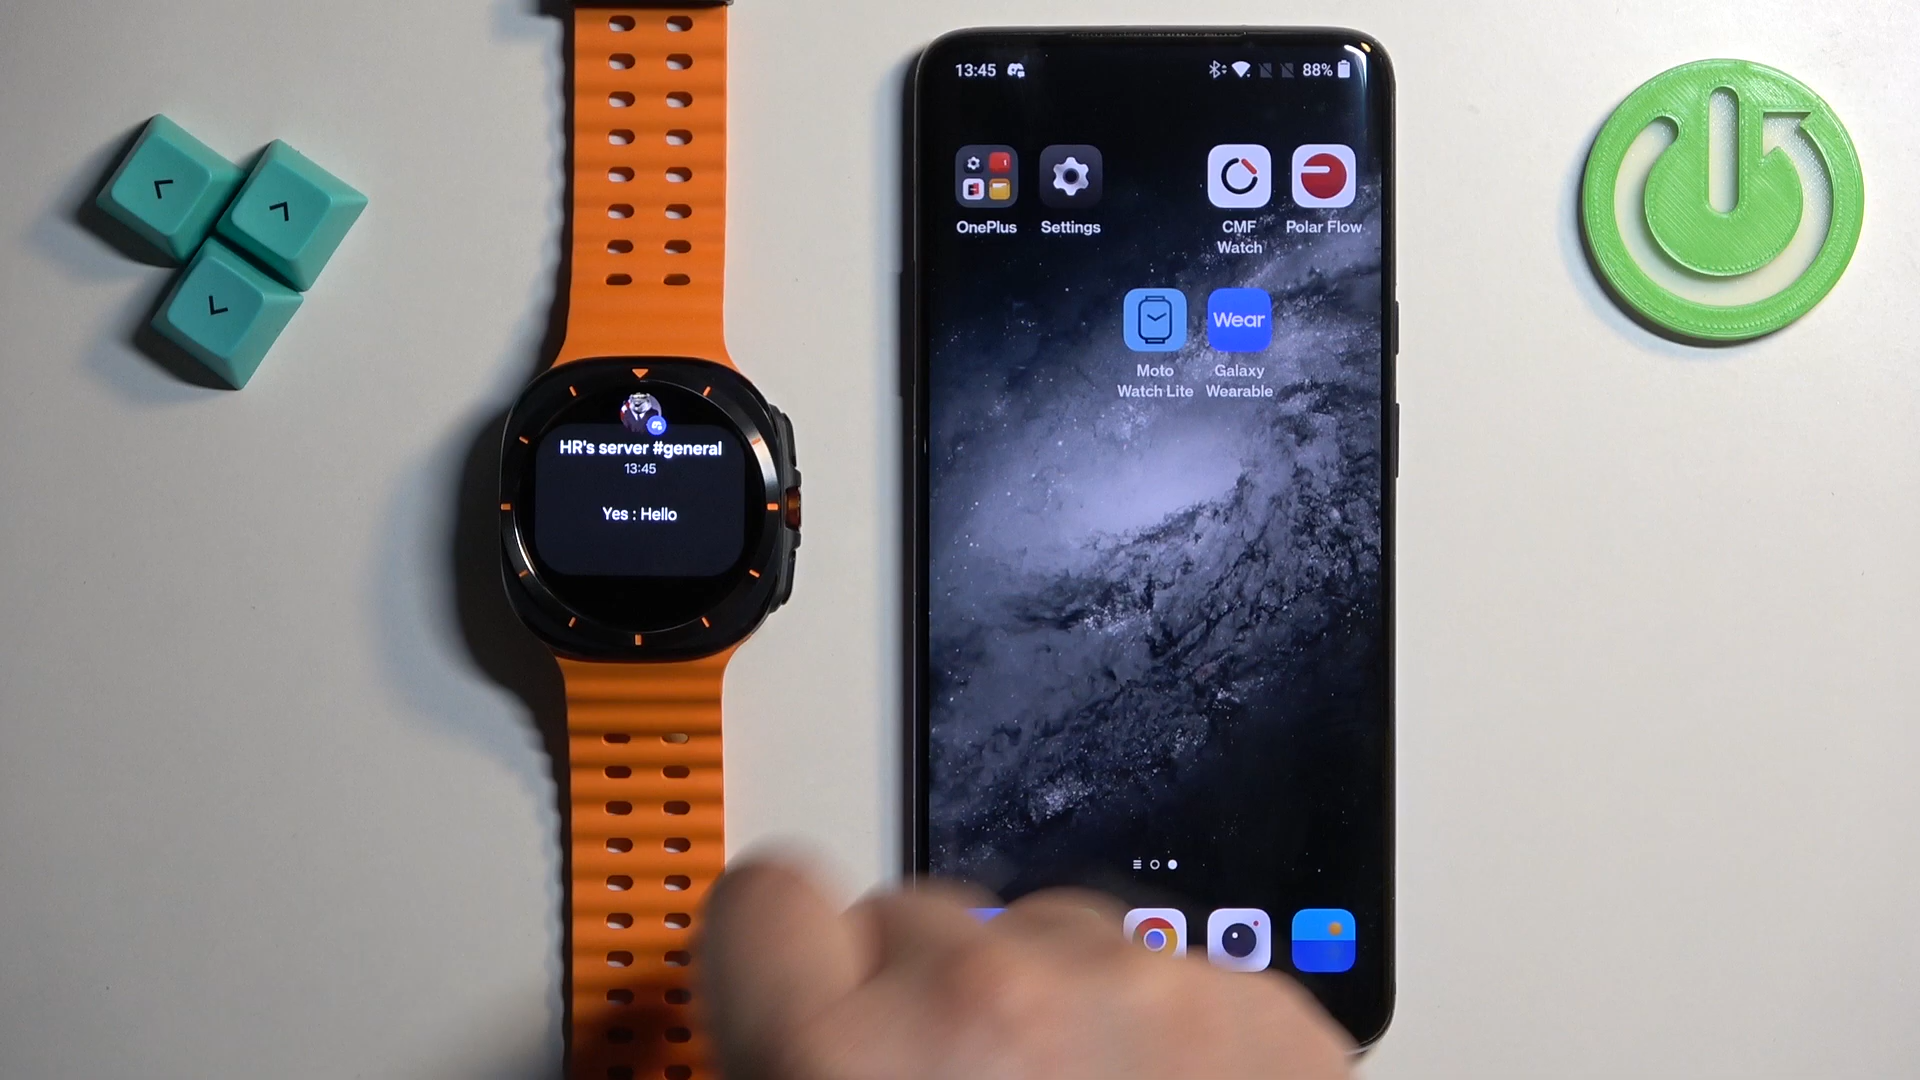 HR's server #general
13:45
Yes : Hello
13:45
88%
OnePlus
Settings
CMF
Watch
Polar Flow
Wear
Moto
Watch Lite
Galaxy
Wearable